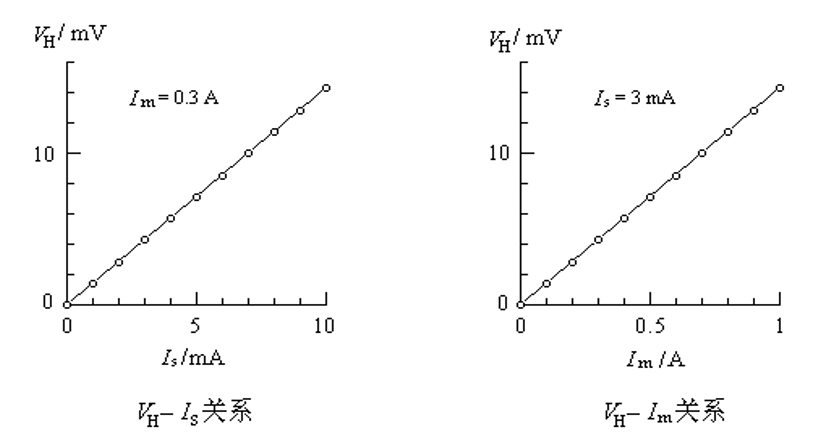 V_H/ mV
I_m = 0.3 A
10
0
0 5 10
I_s/mA
V_H– I_S关系
V_H/ mV
I_s = 3 mA
10
0
0 0.5 1
I_m /A
V_H– I_m关系